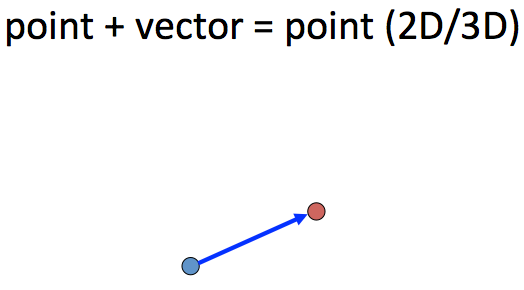 point + vector = point (2D/3D)